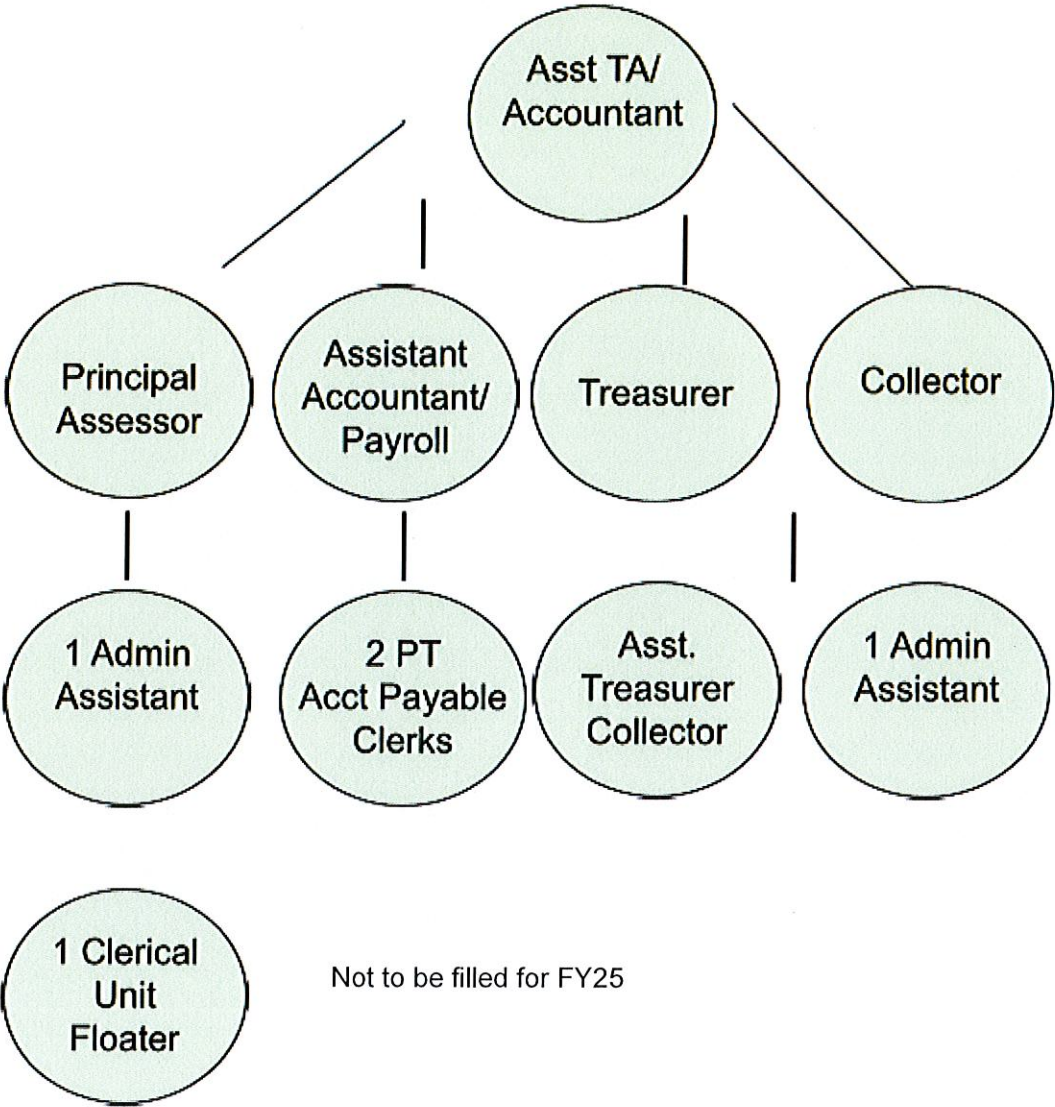 Asst TA/
Accountant
Principal
Assessor
Assistant
Accountant/
Payroll
Treasurer
Collector
1 Admin
Assistant
2 PT
Acct Payable
Clerks
Asst.
Treasurer
Collector
1 Admin
Assistant
1 Clerical
Unit
Floater
Not to be filled for FY25